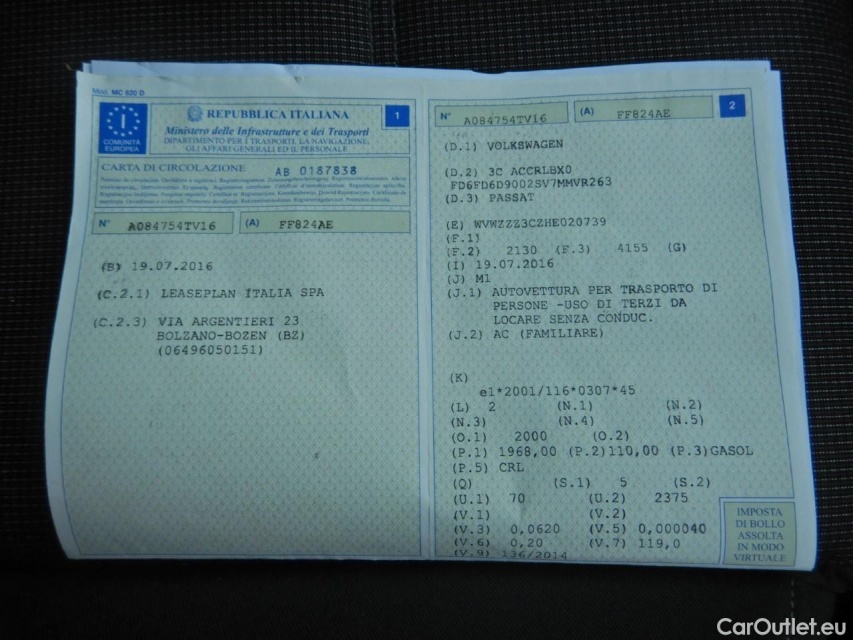 Mod. MC 820 D
I
COMUNITÀ
EUROPEA
REPUBBLICA ITALIANA
1
Ministero delle Infrastrutture e dei Trasporti
DIPARTIMENTO PER I TRASPORTI, LA NAVIGAZIONE,
GLI AFFARI GENERALI ED IL PERSONALE
CARTA DI CIRCOLAZIONE AB 0187838
N° A084754TV16 (A) FF824AE
(B) 19.07.2016
(C.2.1) LEASEPLAN ITALIA SPA
(C.2.3) VIA ARGENTIERI 23
BOLZANO-BOZEN (BZ)
(06496050151)
N° A084754TV16 (A) FF824AE 2
(D.1) VOLKSWAGEN
(D.2) 3C ACCRLBX0
FD6FD6D9002SV7MMVR263
(D.3) PASSAT
(E) WVWZZZ3CZHE020739
(F.1)
(F.2) 2130 (F.3) 4155 (G)
(I) 19.07.2016
(J) M1
(J.1) AUTOVETTURA PER TRASPORTO DI
PERSONE -USO DI TERZI DA
LOCARE SENZA CONDUC.
(J.2) AC (FAMILIARE)
(K)
e1*2001/116*0307*45
(L) 2 (N.1) (N.2)
(N.3) (N.4) (N.5)
(O.1) 2000 (O.2)
(P.1) 1968,00 (P.2)110,00 (P.3)GASOL
(P.5) CRL
(Q) (S.1) 5 (S.2)
(U.1) 70 (U.2) 2375
(V.1) (V.2)
(V.3) 0,0620 (V.5) 0,000040
(V.6) 0,20 (V.7) 119,0
(V.9) 136/2014
IMPOSTA
DI BOLLO
ASSOLTA
IN MODO
VIRTUALE
CarOutlet.eu